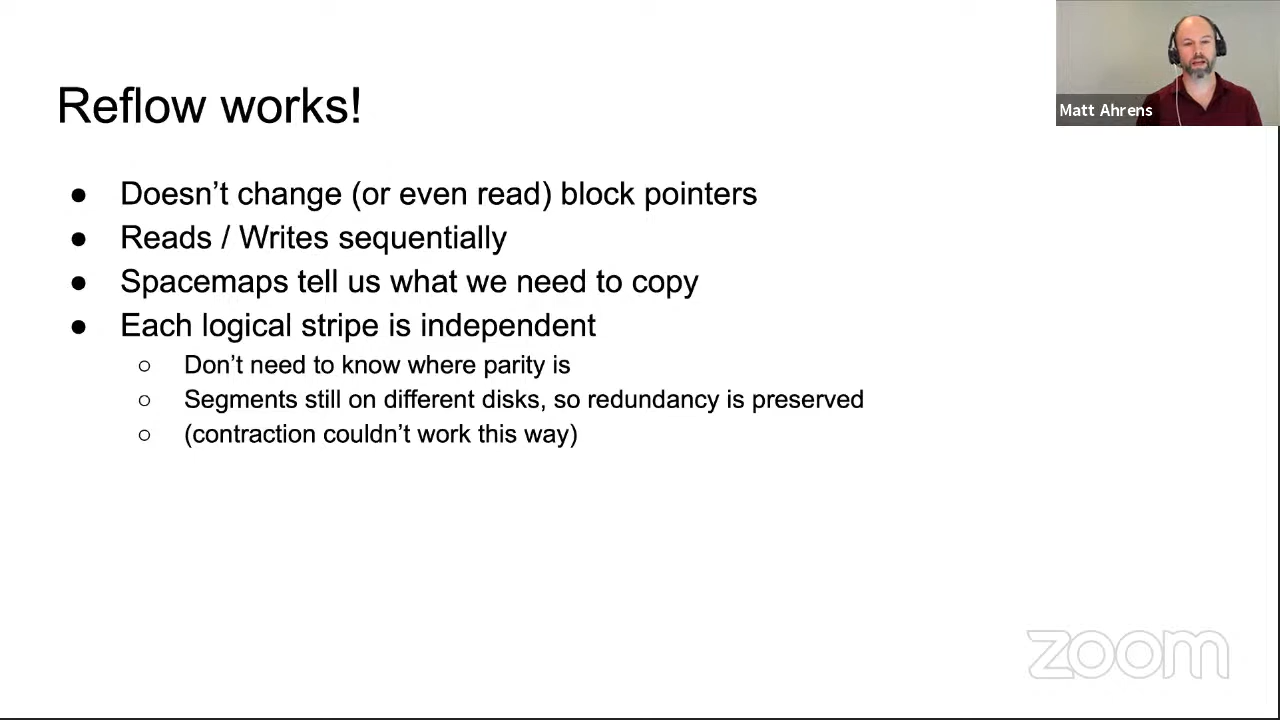 Matt Ahrens
Reflow works!
● Doesn’t change (or even read) block pointers
● Reads / Writes sequentially
● Spacemaps tell us what we need to copy
● Each logical stripe is independent
○ Don’t need to know where parity is
○ Segments still on different disks, so redundancy is preserved
○ (contraction couldn’t work this way)
zoom